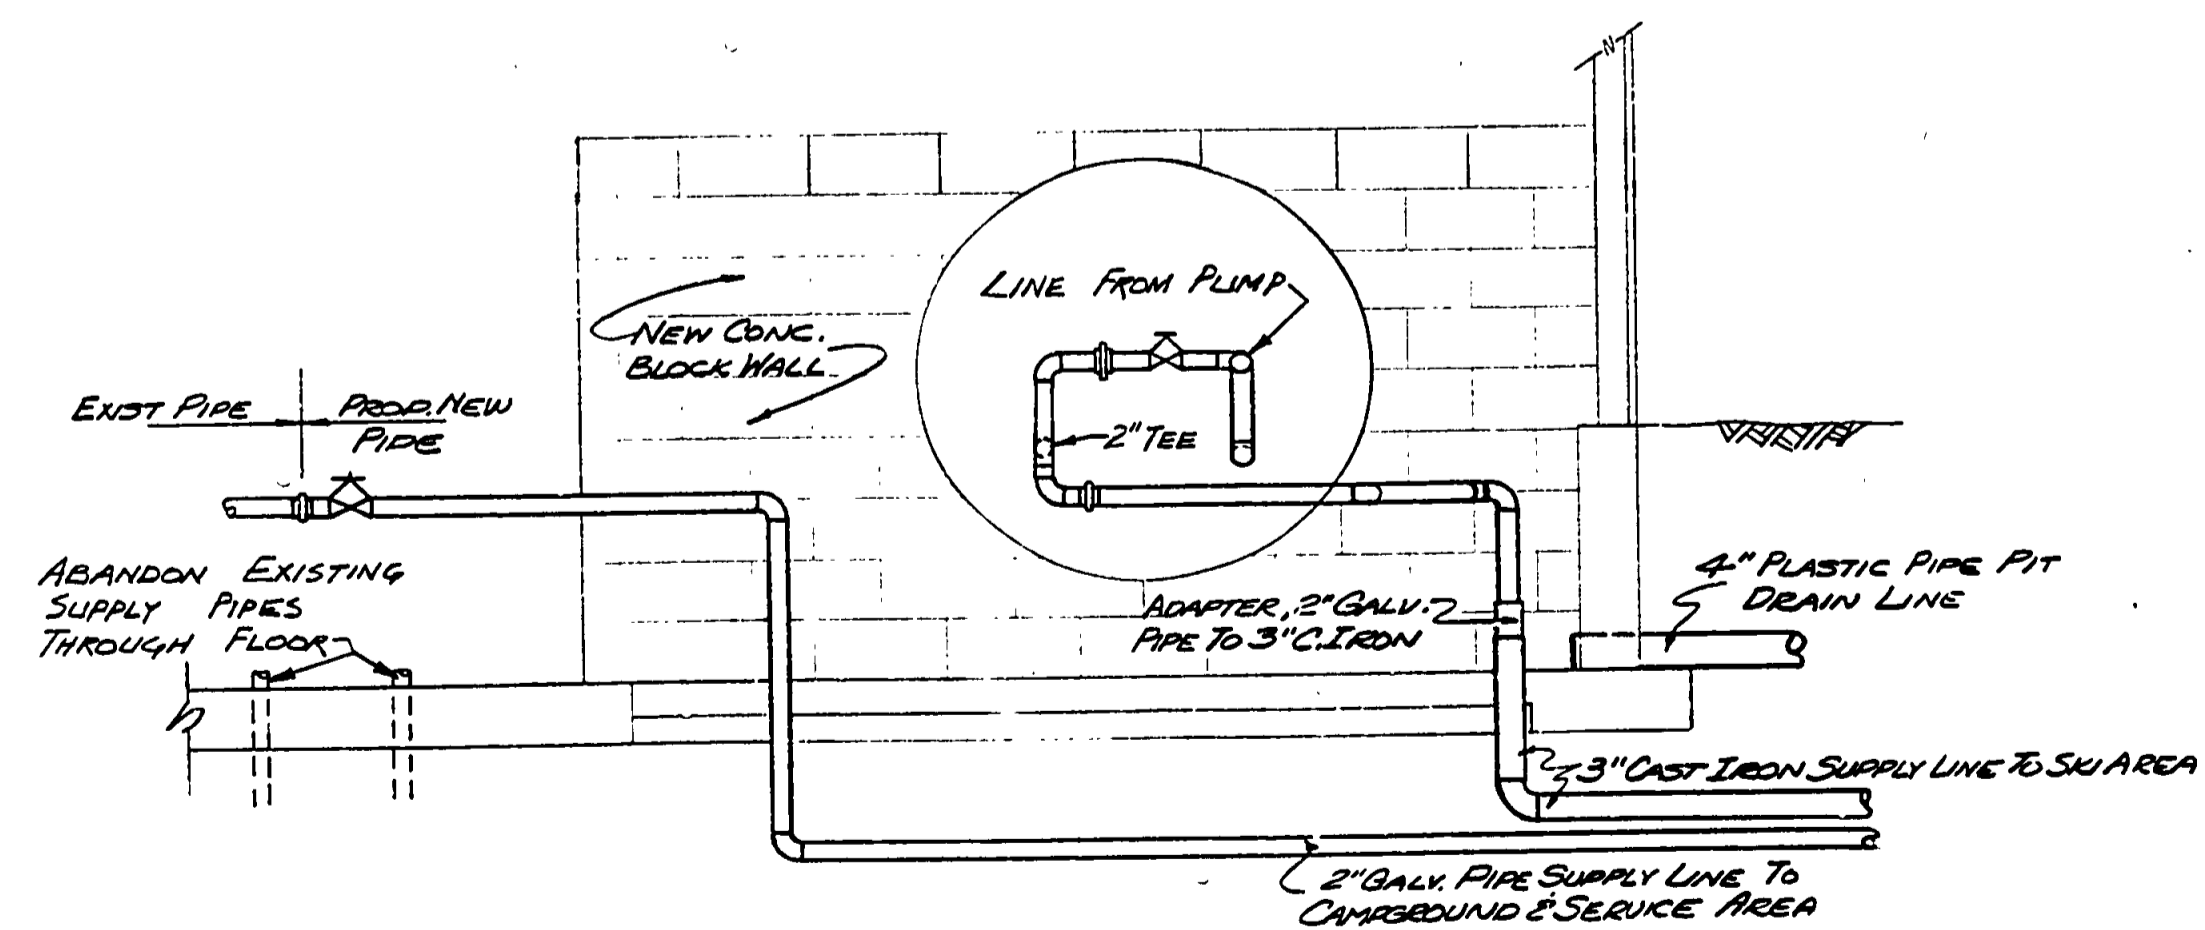 N
LINE FROM PUMP
NEW CONC.
BLOCK WALL
EXIST PIPE
PROP. NEW
PIPE
2" TEE
ABANDON EXISTING
SUPPLY PIPES
THROUGH FLOOR
ADAPTER, 2" GALV.
PIPE TO 3" C. IRON
4" PLASTIC PIPE PIT
DRAIN LINE
3" CAST IRON SUPPLY LINE TO SKI AREA
2" GALV. PIPE SUPPLY LINE TO
CAMPGROUND & SERVICE AREA